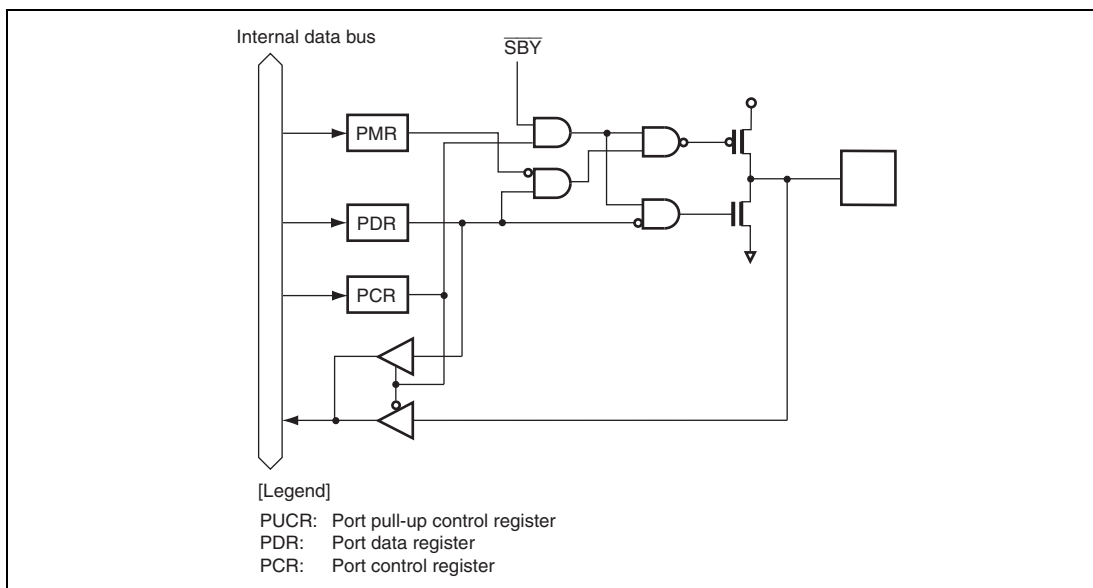 Internal data bus
SBY
PMR
PDR
PCR
[Legend]
PUCR: Port pull-up control register
PDR: Port data register
PCR: Port control register